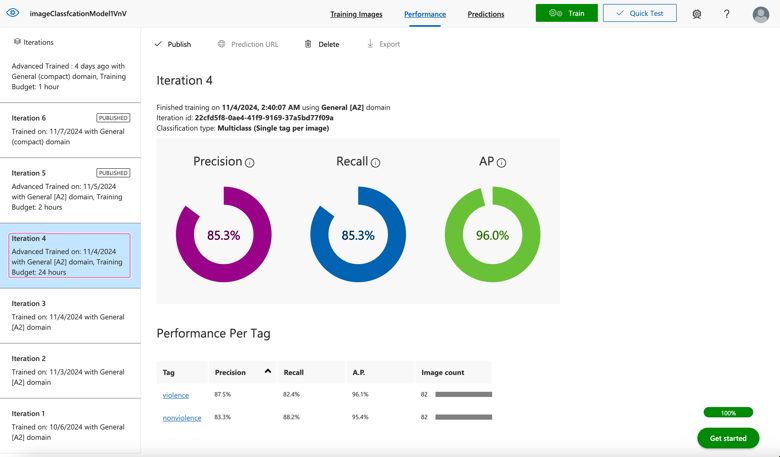 imageClassfcationModel1VnV
Training Images
Performance
Predictions
Train
Quick Test
?
Iterations
Advanced Trained : 4 days ago with
General (compact) domain, Training
Budget: 1 hour
Iteration 6
PUBLISHED
Trained on: 11/7/2024 with General
(compact) domain
Iteration 5
PUBLISHED
Advanced Trained on: 11/5/2024
with General [A2] domain, Training
Budget: 2 hours
Iteration 4
Advanced Trained on: 11/4/2024
with General [A2] domain, Training
Budget: 24 hours
Iteration 3
Trained on: 11/4/2024 with General
[A2] domain
Iteration 2
Trained on: 11/3/2024 with General
[A2] domain
Iteration 1
Trained on: 10/6/2024 with General
[A2] domain
Publish
Prediction URL
Delete
Export
Iteration 4
Finished training on 11/4/2024, 2:40:07 AM using General [A2] domain
Iteration id: 22cfd5f8-0ae4-41f9-9169-37a5bd77f09a
Classification type: Multiclass (Single tag per image)
Precision
Recall
AP
85.3%
85.3%
96.0%
Performance Per Tag
Tag Precision Recall A.P. Image count
violence 87.5% 82.4% 96.1% 82
nonviolence 83.3% 88.2% 95.4% 82
100%
Get started